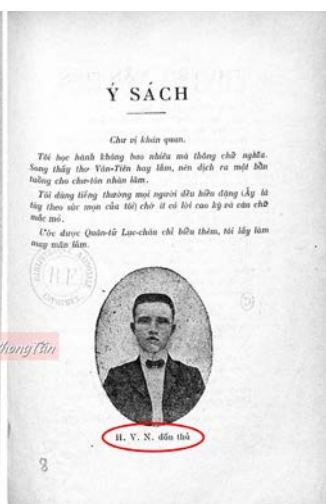 Ý SÁCH
Chư vị khán quan.
Tôi học hành không bao nhiêu mà thông chữ nghĩa.
Song thấy thơ Vân-Tiên hay lắm, nên dịch ra một bổn
tuồng cho chư-tôn nhàn lãm.
Tôi dùng tiếng thường mọi người đều hiểu đặng (Ấy là
tùy theo sức mọn của tôi) chớ ít có lời cao kỳ và câu chữ
mắc mỏ.
Ước được Quân-tử Lục-châu chỉ biểu thêm, tôi lấy làm
may mắn lắm.
R.F.
H. V. N. đốn thủ
8